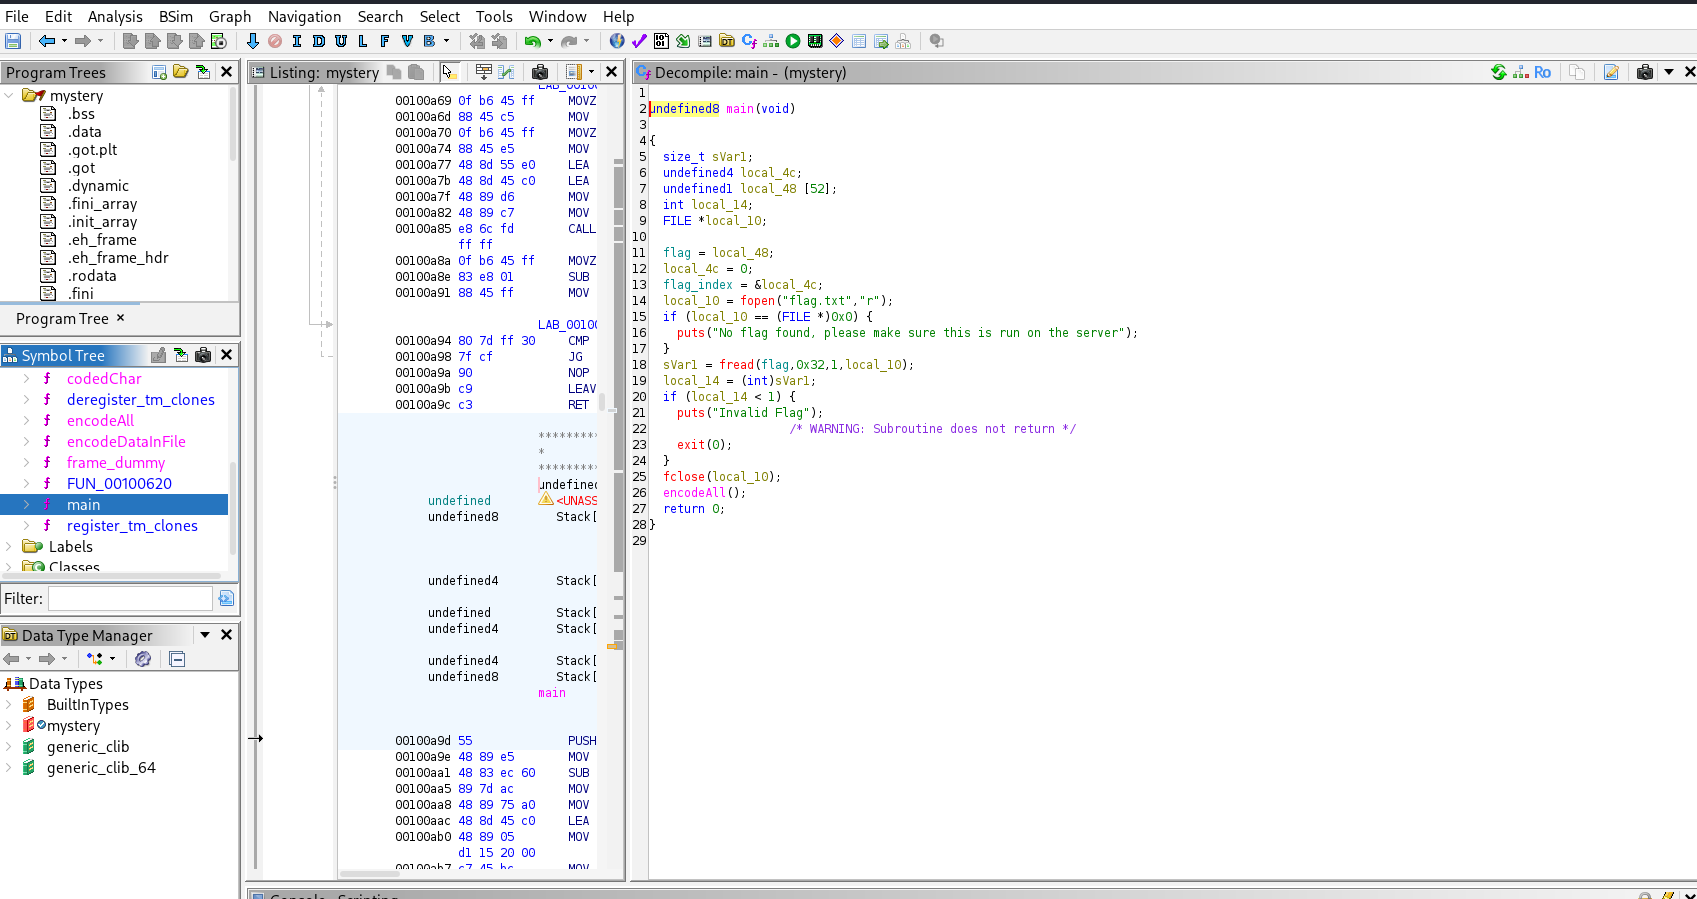 File Edit Analysis BSim Graph Navigation Search Select Tools Window Help
I D U L F V B
Program Trees
mystery
.bss
.data
.got.plt
.got
.dynamic
.fini_array
.init_array
.eh_frame
.eh_frame_hdr
.rodata
.fini
Program Tree ×
Symbol Tree
f codedChar
f deregister_tm_clones
f encodeAll
f encodeDataInFile
f frame_dummy
f FUN_00100620
f main
f register_tm_clones
Labels
Classes
Filter:
Data Type Manager
Data Types
BuiltInTypes
mystery
generic_clib
generic_clib_64
Listing: mystery
00100a69 0f b6 45 ff MOVZ
00100a6d 88 45 c5 MOV
00100a70 0f b6 45 ff MOVZ
00100a74 88 45 e5 MOV
00100a77 48 8d 55 e0 LEA
00100a7b 48 8d 45 c0 LEA
00100a7f 48 89 d6 MOV
00100a82 48 89 c7 MOV
00100a85 e8 6c fd CALL
ff ff
00100a8a 0f b6 45 ff MOVZ
00100a8e 83 e8 01 SUB
00100a91 88 45 ff MOV
LAB_0010
00100a94 80 7d ff 30 CMP
00100a98 7f cf JG
00100a9a 90 NOP
00100a9b c9 LEAV
00100a9c c3 RET
*********
*
*********
undefined
undefined <UNASS
undefined8 Stack[
undefined4 Stack[
undefined Stack[
undefined4 Stack[
undefined4 Stack[
undefined8 Stack[
main
00100a9d 55 PUSH
00100a9e 48 89 e5 MOV
00100aa1 48 83 ec 60 SUB
00100aa5 89 7d ac MOV
00100aa8 48 89 75 a0 MOV
00100aac 48 8d 45 c0 LEA
00100ab0 48 89 05 MOV
d1 15 20 00
00100ab7 c7 45 bc MOV
Decompile: main - (mystery)
Ro
1
2 undefined8 main(void)
3
4 {
5 size_t sVar1;
6 undefined4 local_4c;
7 undefined1 local_48 [52];
8 int local_14;
9 FILE *local_10;
10
11 flag = local_48;
12 local_4c = 0;
13 flag_index = &local_4c;
14 local_10 = fopen("flag.txt","r");
15 if (local_10 == (FILE *)0x0) {
16 puts("No flag found, please make sure this is run on the server");
17 }
18 sVar1 = fread(flag,0x32,1,local_10);
19 local_14 = (int)sVar1;
20 if (local_14 < 1) {
21 puts("Invalid Flag");
22 /* WARNING: Subroutine does not return */
23 exit(0);
24 }
25 fclose(local_10);
26 encodeAll();
27 return 0;
28 }
29
Console - Scripting